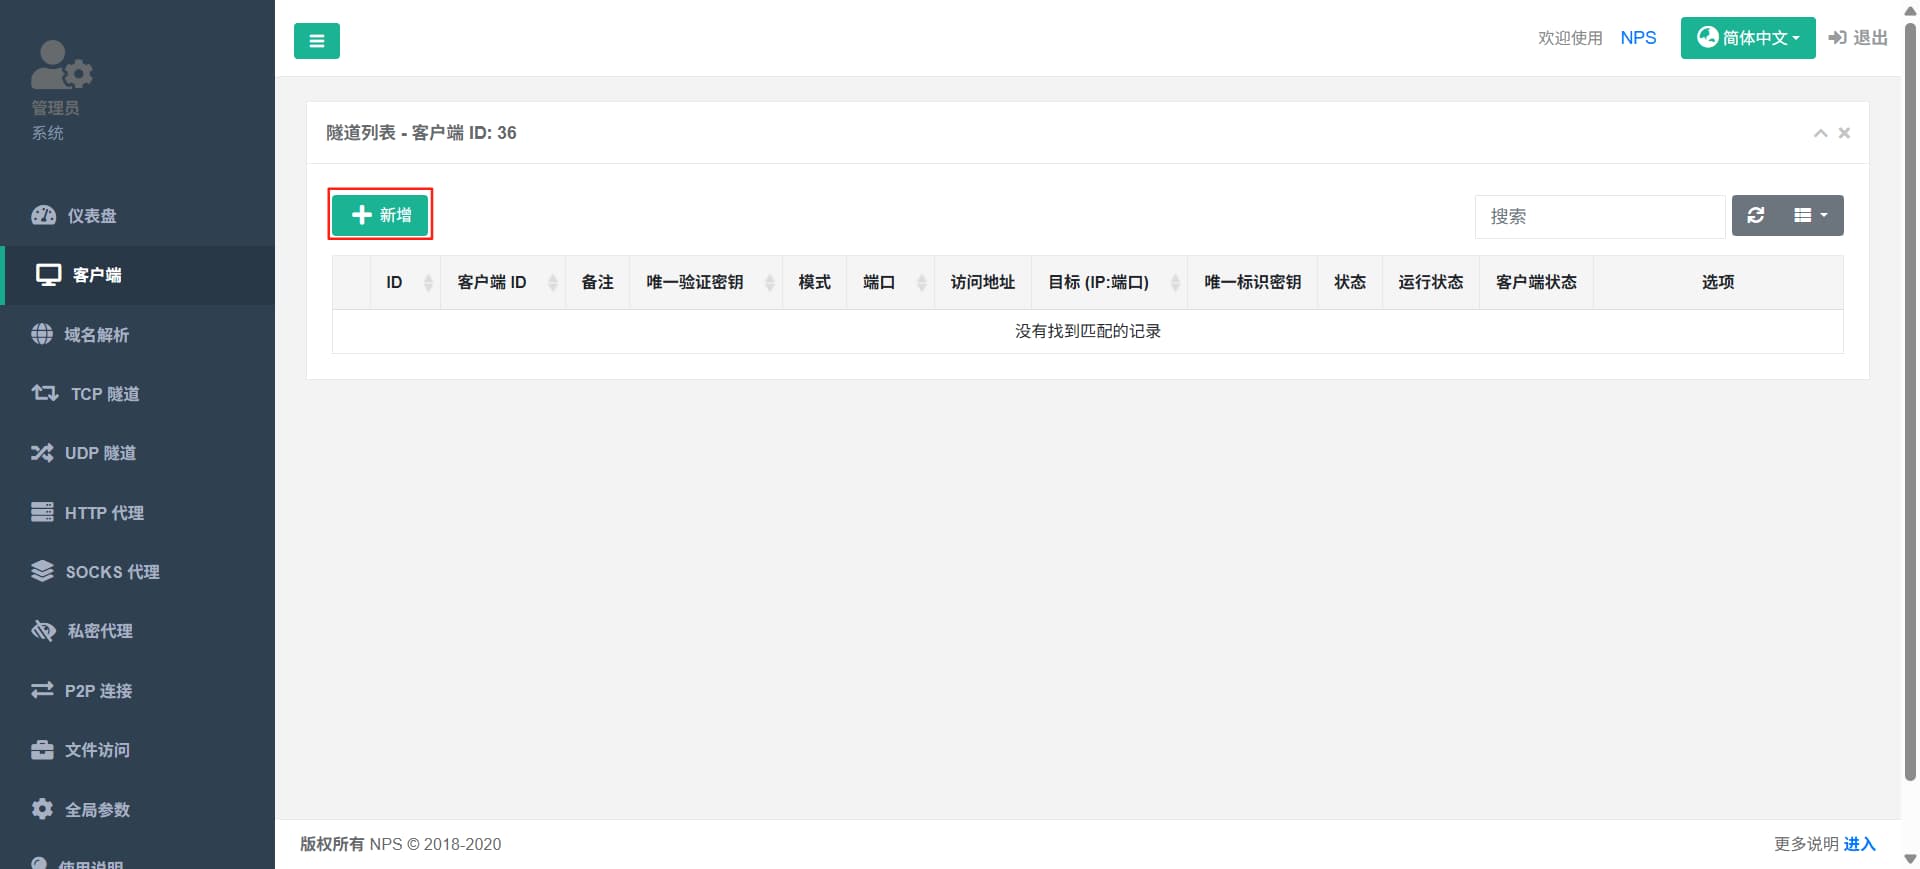 欢迎使用 NPS 简体中文 退出
管理员
系统
仪表盘
客户端
域名解析
TCP 隧道
UDP 隧道
HTTP 代理
SOCKS 代理
私密代理
P2P 连接
文件访问
全局参数
使用说明
隧道列表 - 客户端 ID: 36
新增
搜索
ID 客户端 ID 备注 唯一验证密钥 模式 端口 访问地址 目标 (IP:端口) 唯一标识密钥 状态 运行状态 客户端状态 选项
没有找到匹配的记录
版权所有 NPS © 2018-2020
更多说明 进入